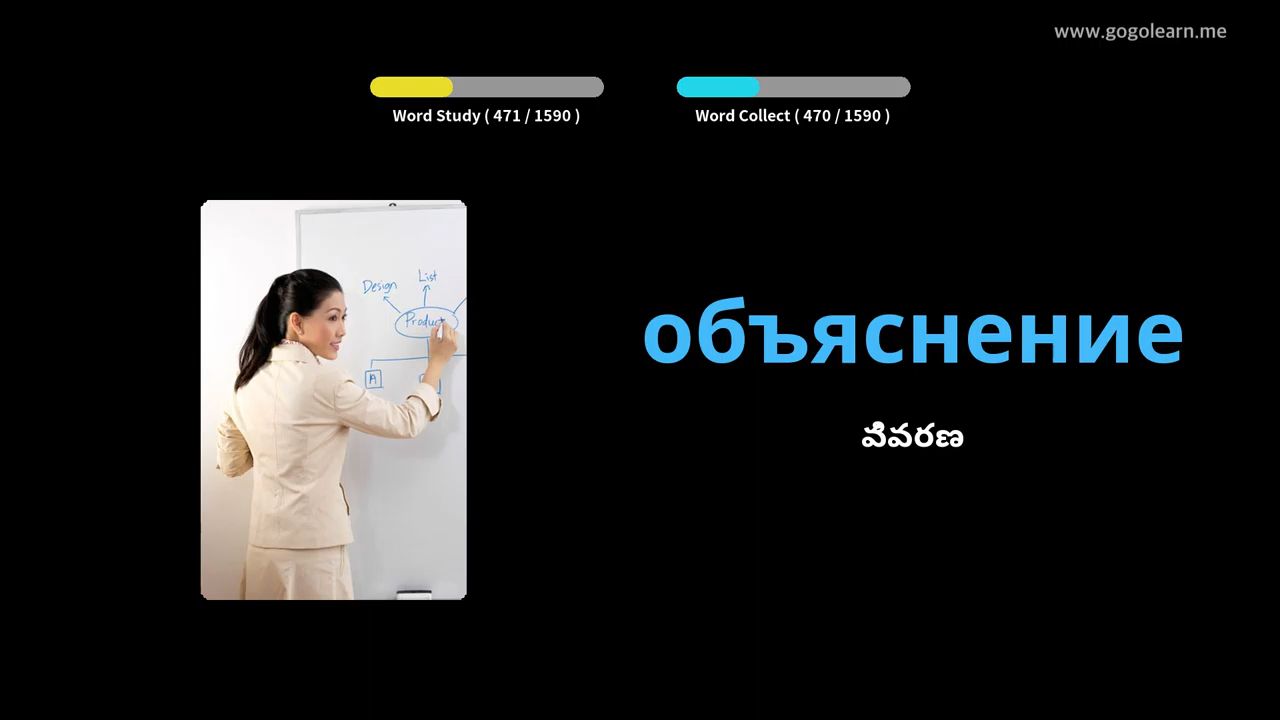 www.gogolearn.me
Word Study ( 471 / 1590 )
Word Collect ( 470 / 1590 )
Design
List
Product
A
объяснение
వివరణ